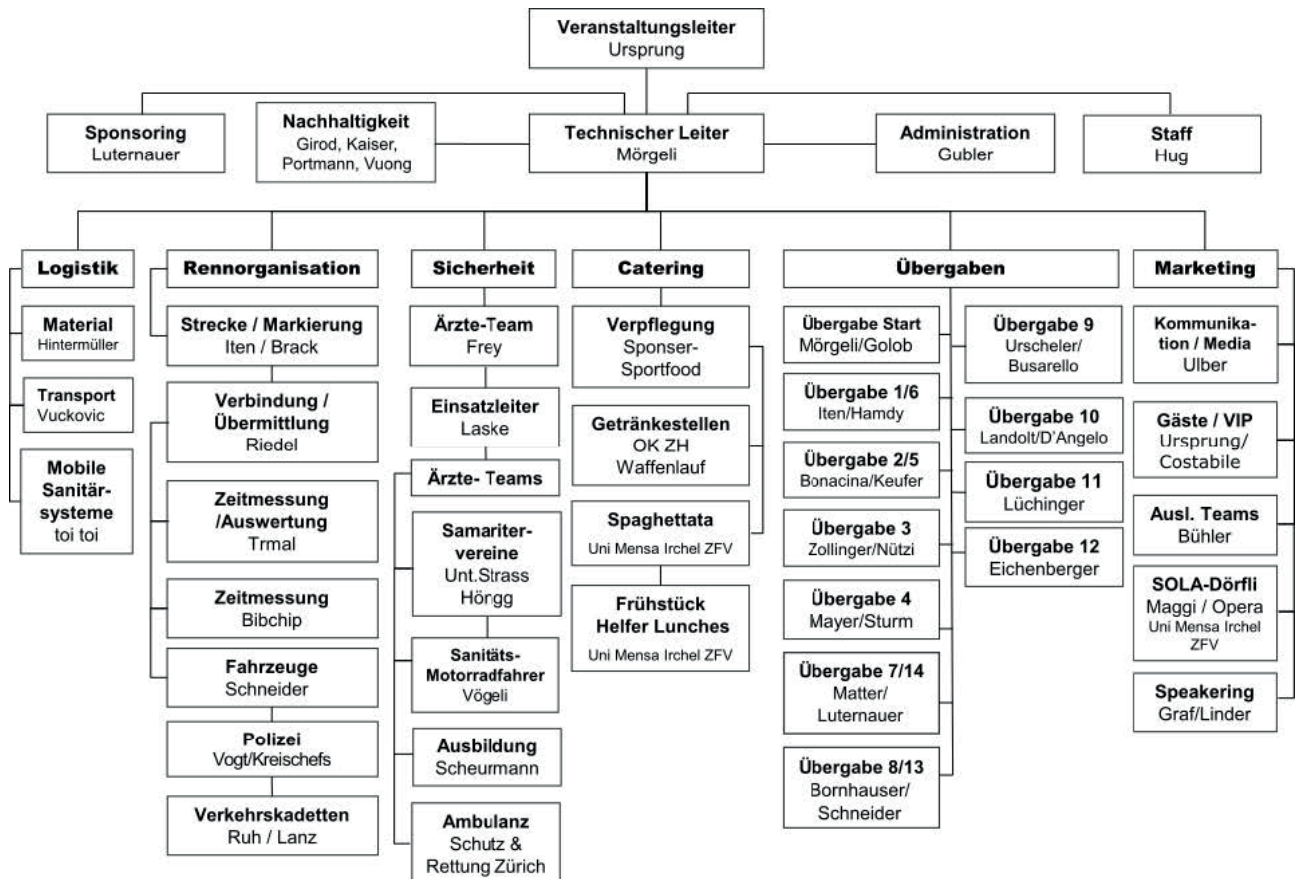 Veranstaltungsleiter
Ursprung
Sponsoring
Luternauer
Nachhaltigkeit
Girod, Kaiser,
Portmann, Vuong
Technischer Leiter
Mörgeli
Administration
Gubler
Staff
Hug
Logistik
Material
Hintermüller
Transport
Vuckovic
Mobile
Sanitär-
systeme
toi toi
Rennorganisation
Strecke / Markierung
Iten / Brack
Verbindung /
Übermittlung
Riedel
Zeitmessung
/Auswertung
Trmal
Zeitmessung
Bibchip
Fahrzeuge
Schneider
Polizei
Vogt/Kreischefs
Verkehrskadetten
Ruh / Lanz
Sicherheit
Ärzte-Team
Frey
Einsatzleiter
Laske
Ärzte- Teams
Samariter-
vereine
Unt.Strass
Höngg
Sanitäts-
Motorradfahrer
Vögeli
Ausbildung
Scheurmann
Ambulanz
Schutz &
Rettung Zürich
Catering
Verpflegung
Sponser-
Sportfood
Getränkestellen
OK ZH
Waffenlauf
Spaghettata
Uni Mensa Irchel ZFV
Frühstück
Helfer Lunches
Uni Mensa Irchel ZFV
Übergaben
Übergabe Start
Mörgeli/Golob
Übergabe 1/6
Iten/Hamdy
Übergabe 2/5
Bonacina/Keufer
Übergabe 3
Zollinger/Nützi
Übergabe 4
Mayer/Sturm
Übergabe 7/14
Matter/
Luternauer
Übergabe 8/13
Bornhauser/
Schneider
Übergabe 9
Urscheler/
Busarello
Übergabe 10
Landolt/D'Angelo
Übergabe 11
Lüchinger
Übergabe 12
Eichenberger
Marketing
Kommunika-
tion / Media
Ulber
Gäste / VIP
Ursprung/
Costabile
Ausl. Teams
Bühler
SOLA-Dörfli
Maggi / Opera
Uni Mensa Irchel
ZFV
Speakering
Graf/Linder